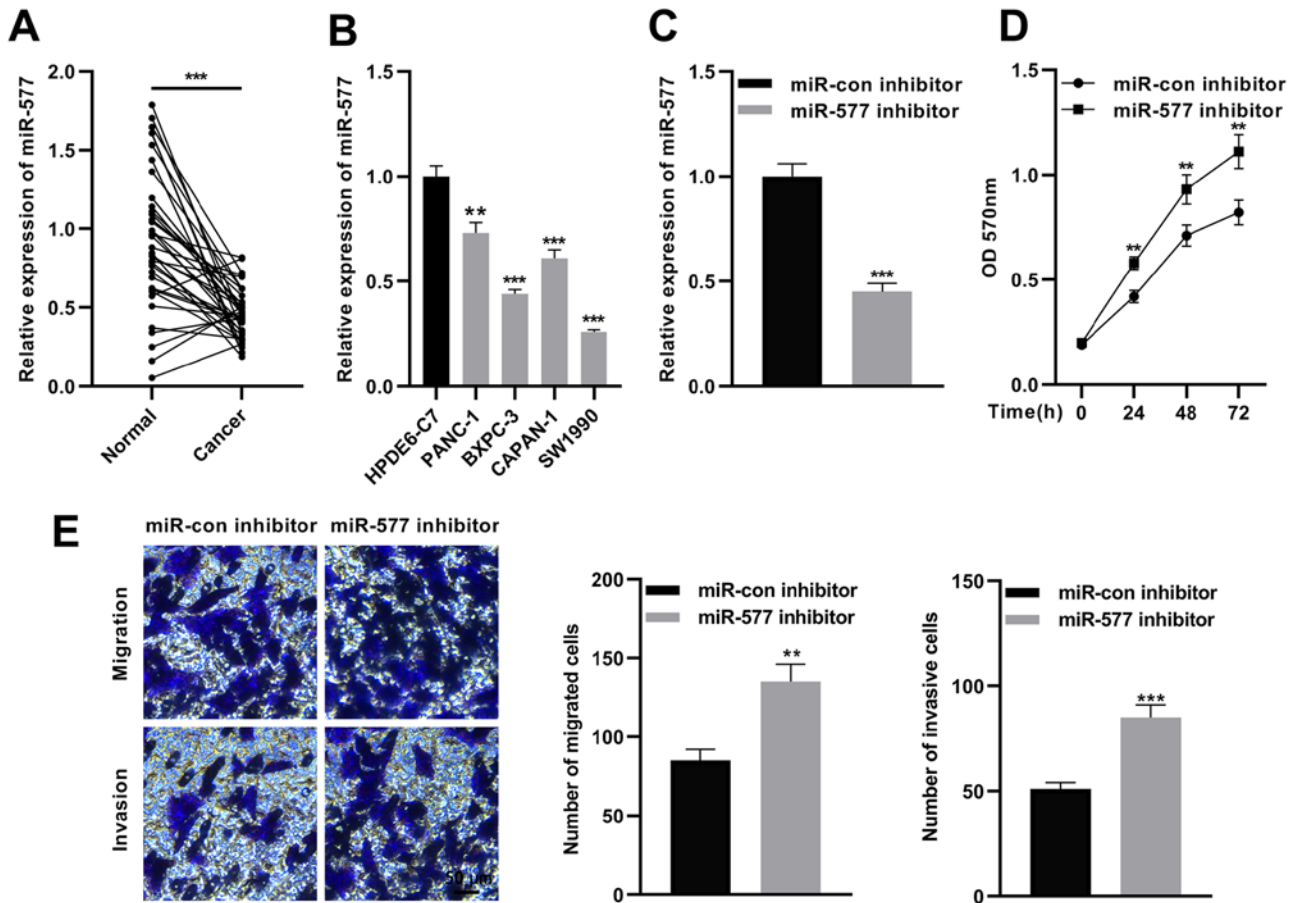 A
Relative expression of miR-577
2.0
1.5
1.0
0.5
0.0
***
Normal
Cancer
B
Relative expression of miR-577
1.5
1.0
0.5
0.0
**
***
***
***
HPDE6-C7
PANC-1
BXPC-3
CAPAN-1
SW1990
C
Relative expression of miR-577
1.5
1.0
0.5
0.0
miR-con inhibitor
miR-577 inhibitor
***
D
OD 570nm
1.5
1.0
0.5
0.0
miR-con inhibitor
miR-577 inhibitor
**
**
**
Time(h) 0 24 48 72
E
miR-con inhibitor miR-577 inhibitor
Migration
Invasion
50 μm
Number of migrated cells
200
150
100
50
0
miR-con inhibitor
miR-577 inhibitor
**
Number of invasive cells
150
100
50
0
miR-con inhibitor
miR-577 inhibitor
***